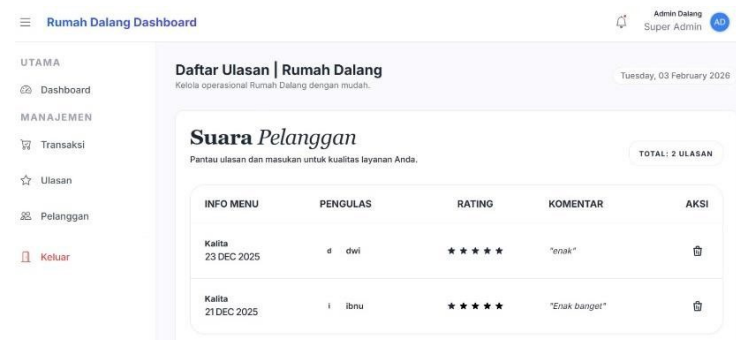 Rumah Dalang Dashboard
Admin Dalang
Super Admin
AD
UTAMA
Dashboard
MANAJEMEN
Transaksi
Ulasan
Pelanggan
Keluar
Daftar Ulasan | Rumah Dalang
Kelola operasional Rumah Dalang dengan mudah.
Tuesday, 03 February 2026
Suara Pelanggan
Pantau ulasan dan masukan untuk kualitas layanan Anda.
TOTAL: 2 ULASAN
INFO MENU PENGULAS RATING KOMENTAR AKSI
Kalita
23 DEC 2025
d dwi ★★★★★ "enak"
Kalita
21 DEC 2025
i ibnu ★★★★★ "Enak banget"